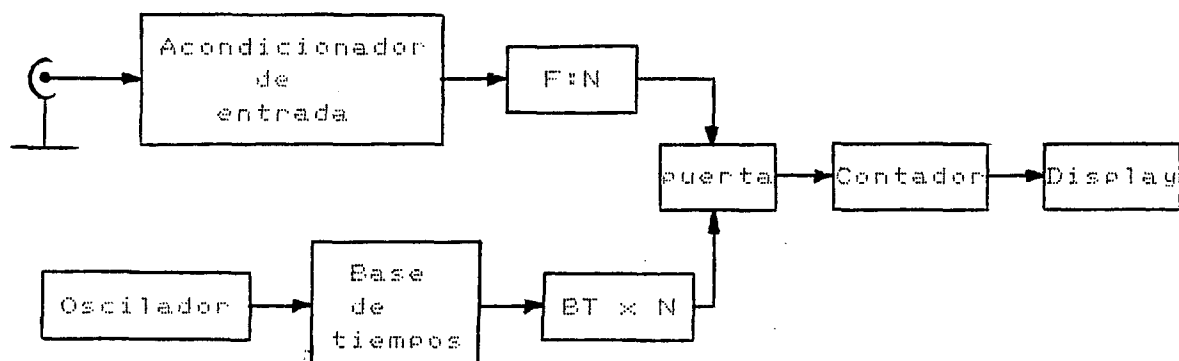 Acondicionador
de
entrada
F:N
puerta
Contador
Display
Oscilador
Base
de
tiempos
BT x N